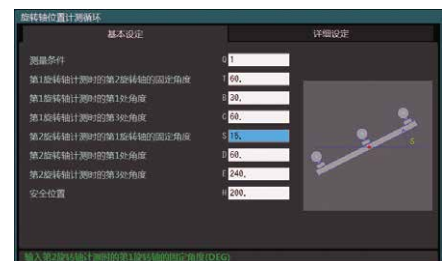 旋转轴位置计测循环
基本设定 详细设定
测量条件 Q 1
第1旋转轴计测时的第2旋转轴的固定角度 T 60.
第1旋转轴计测时的第1处角度 B 30.
第1旋转轴计测时的第3处角度 C 60.
第2旋转轴计测时的第1旋转轴的固定角度 S 15.
第2旋转轴计测时的第1处角度 D 60.
第2旋转轴计测时的第3处角度 E 240.
安全位置 H 200.
S
输入第2旋转轴计测时的第1旋转轴的固定角度(DEG)